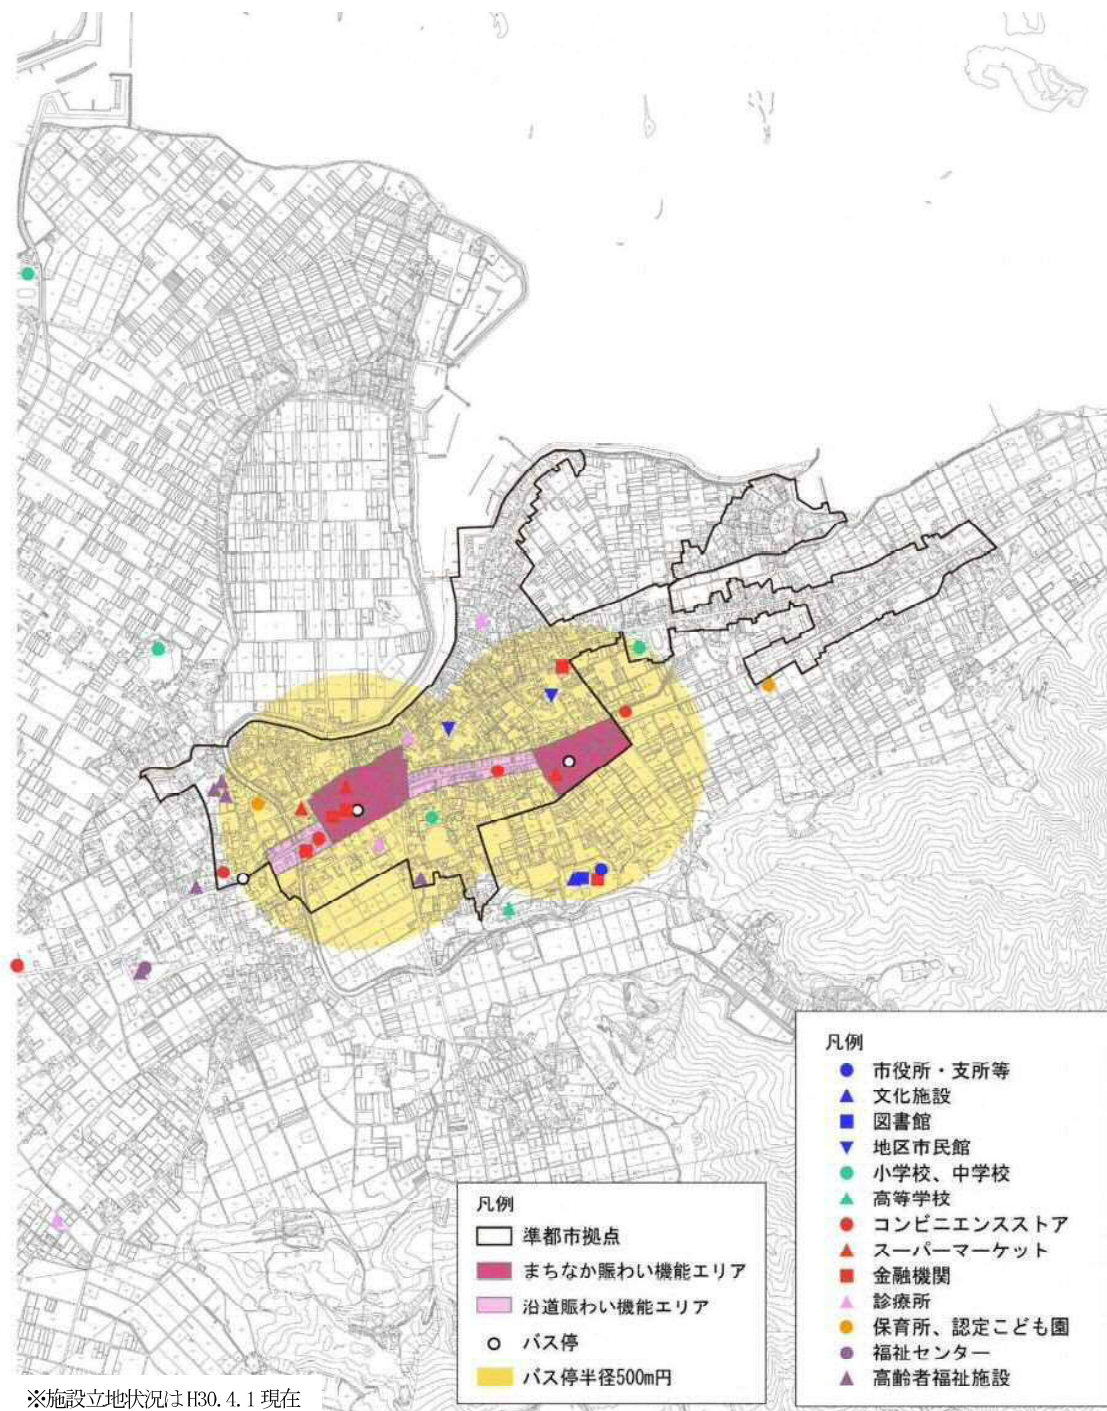 凡例
準都市拠点
まちなか賑わい機能エリア
沿道賑わい機能エリア
バス停
バス停半径500m円
凡例
市役所・支所等
文化施設
図書館
地区市民館
小学校、中学校
高等学校
コンビニエンスストア
スーパーマーケット
金融機関
診療所
保育所、認定こども園
福祉センター
高齢者福祉施設
※施設立地状況はH30.4.1現在